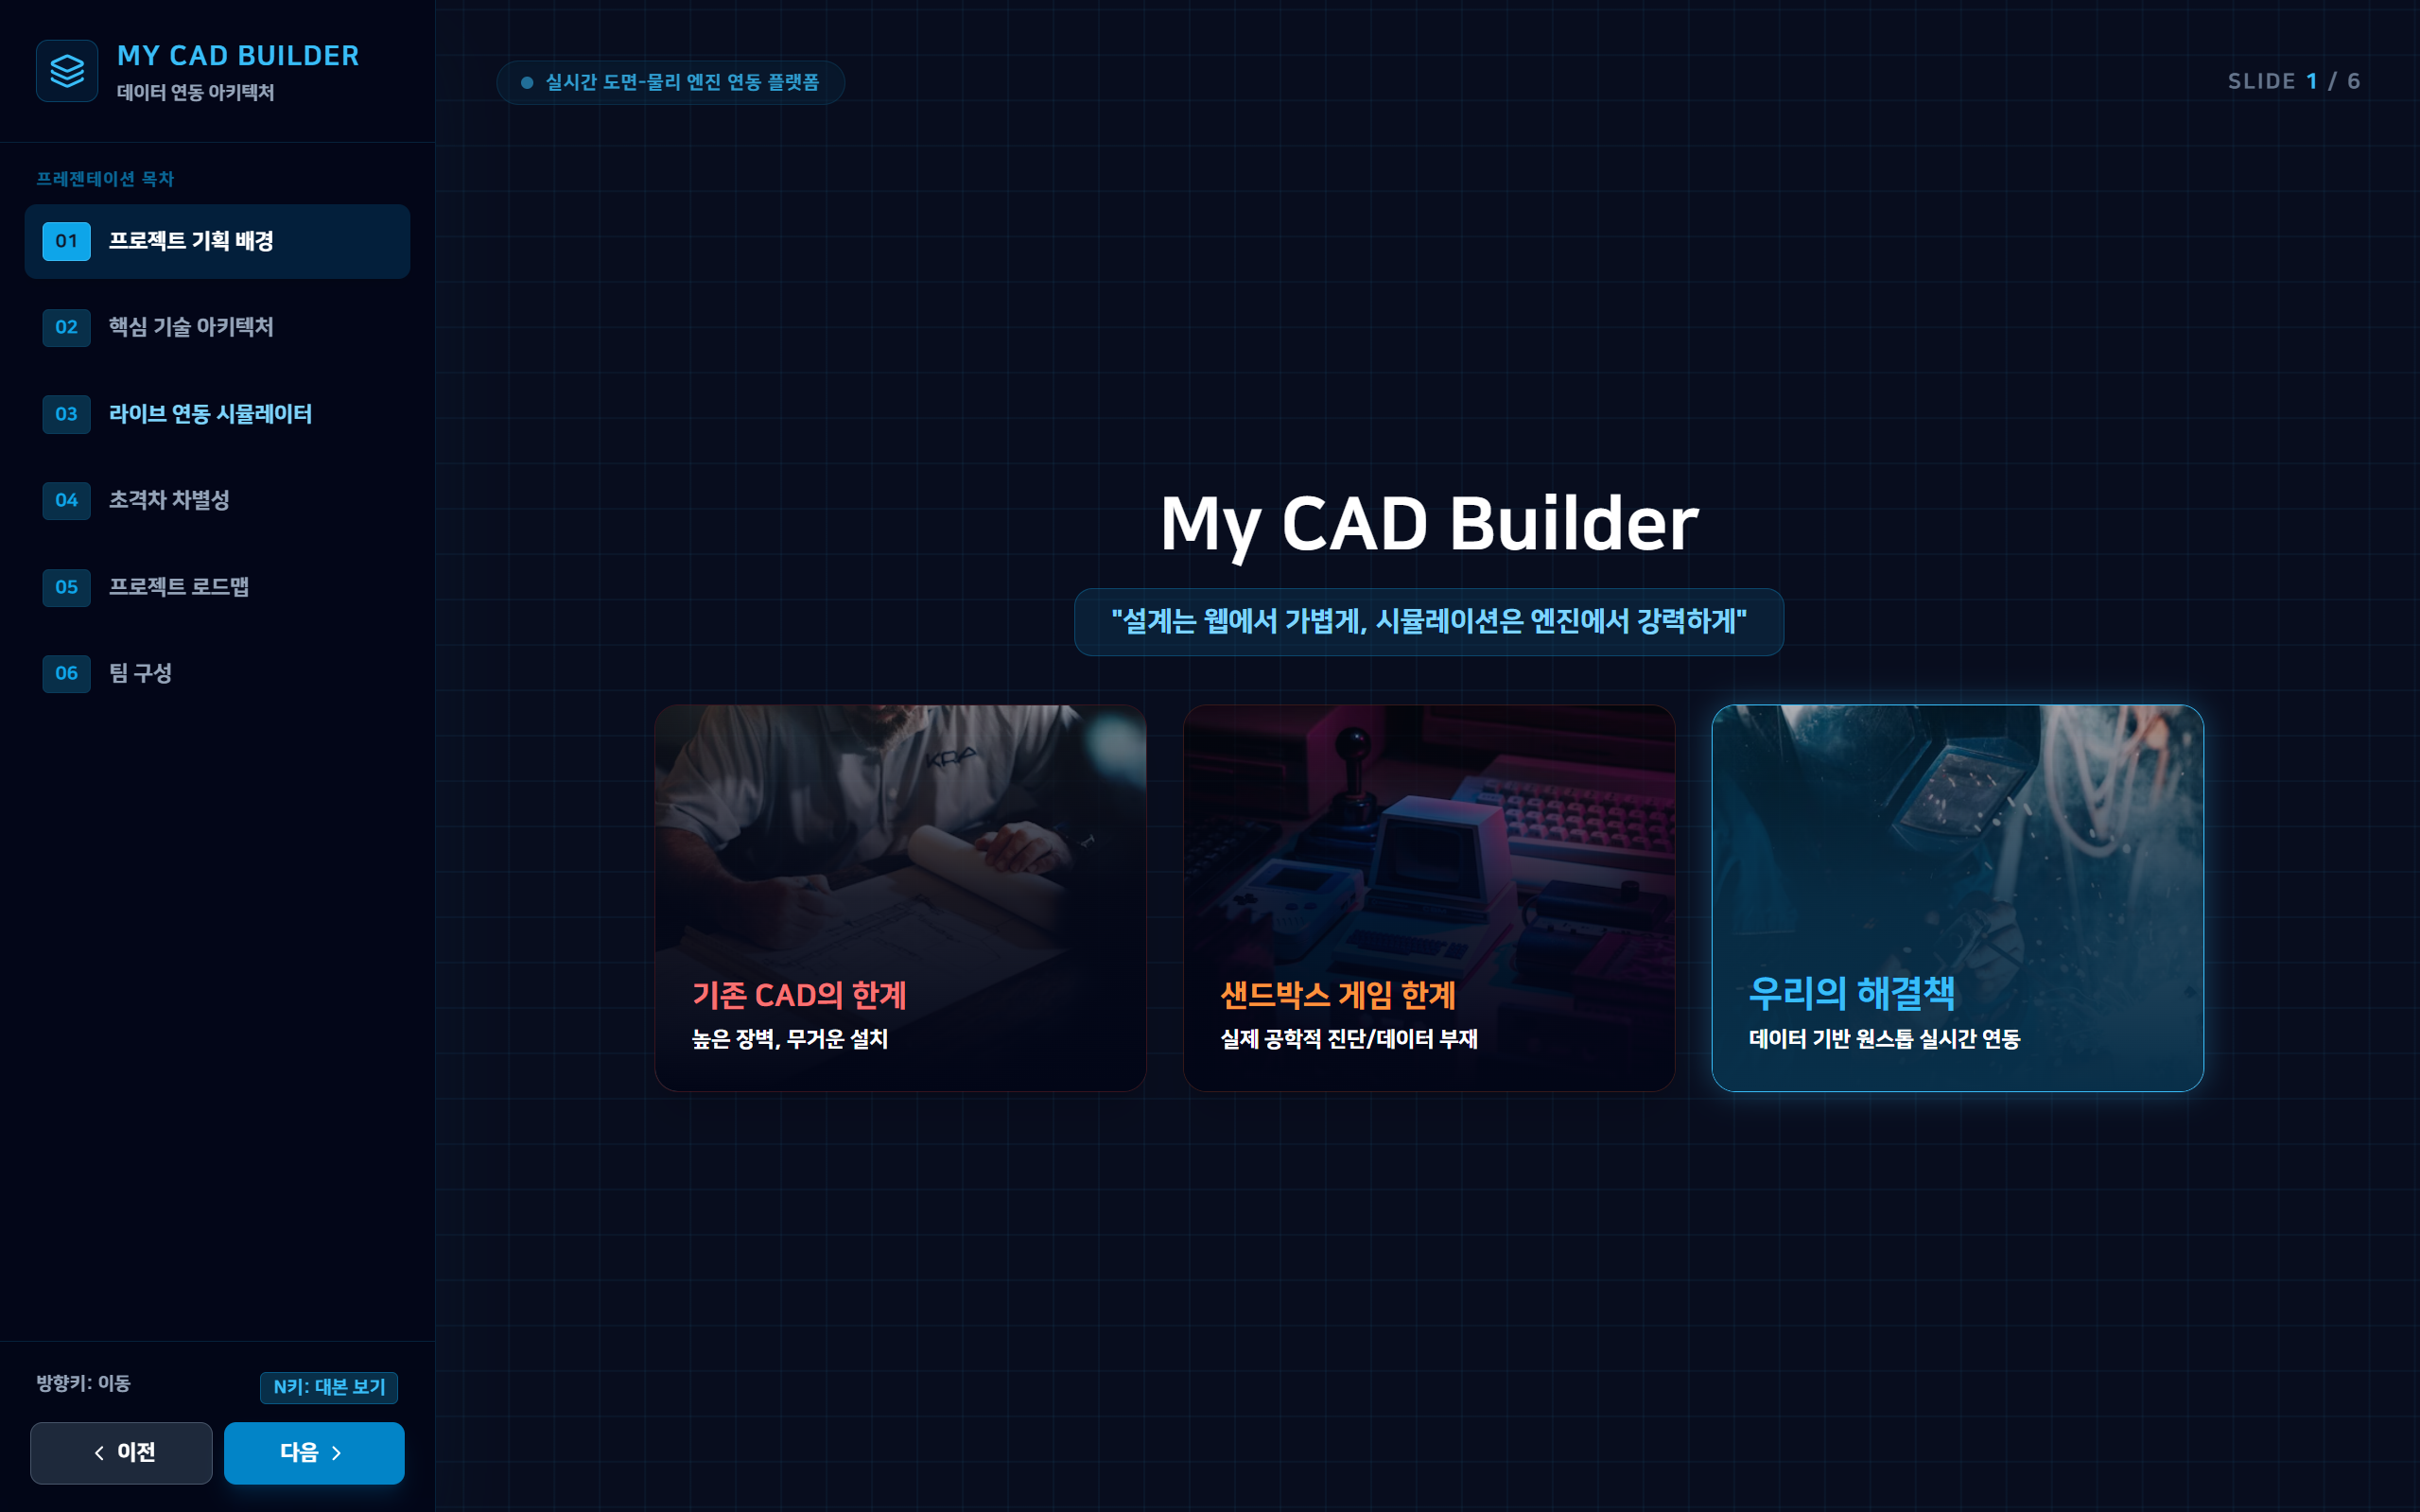 MY CAD BUILDER
데이터 연동 아키텍처
프레젠테이션 목차
01 프로젝트 기획 배경
02 핵심 기술 아키텍처
03 라이브 연동 시뮬레이터
04 초격차 차별성
05 프로젝트 로드맵
06 팀 구성
방향키: 이동
N키: 대본 보기
이전
다음
실시간 도면-물리 엔진 연동 플랫폼
SLIDE 1 / 6
My CAD Builder
"설계는 웹에서 가볍게, 시뮬레이션은 엔진에서 강력하게"
KRA
기존 CAD의 한계
높은 장벽, 무거운 설치
샌드박스 게임 한계
실제 공학적 진단/데이터 부재
우리의 해결책
데이터 기반 원스톱 실시간 연동